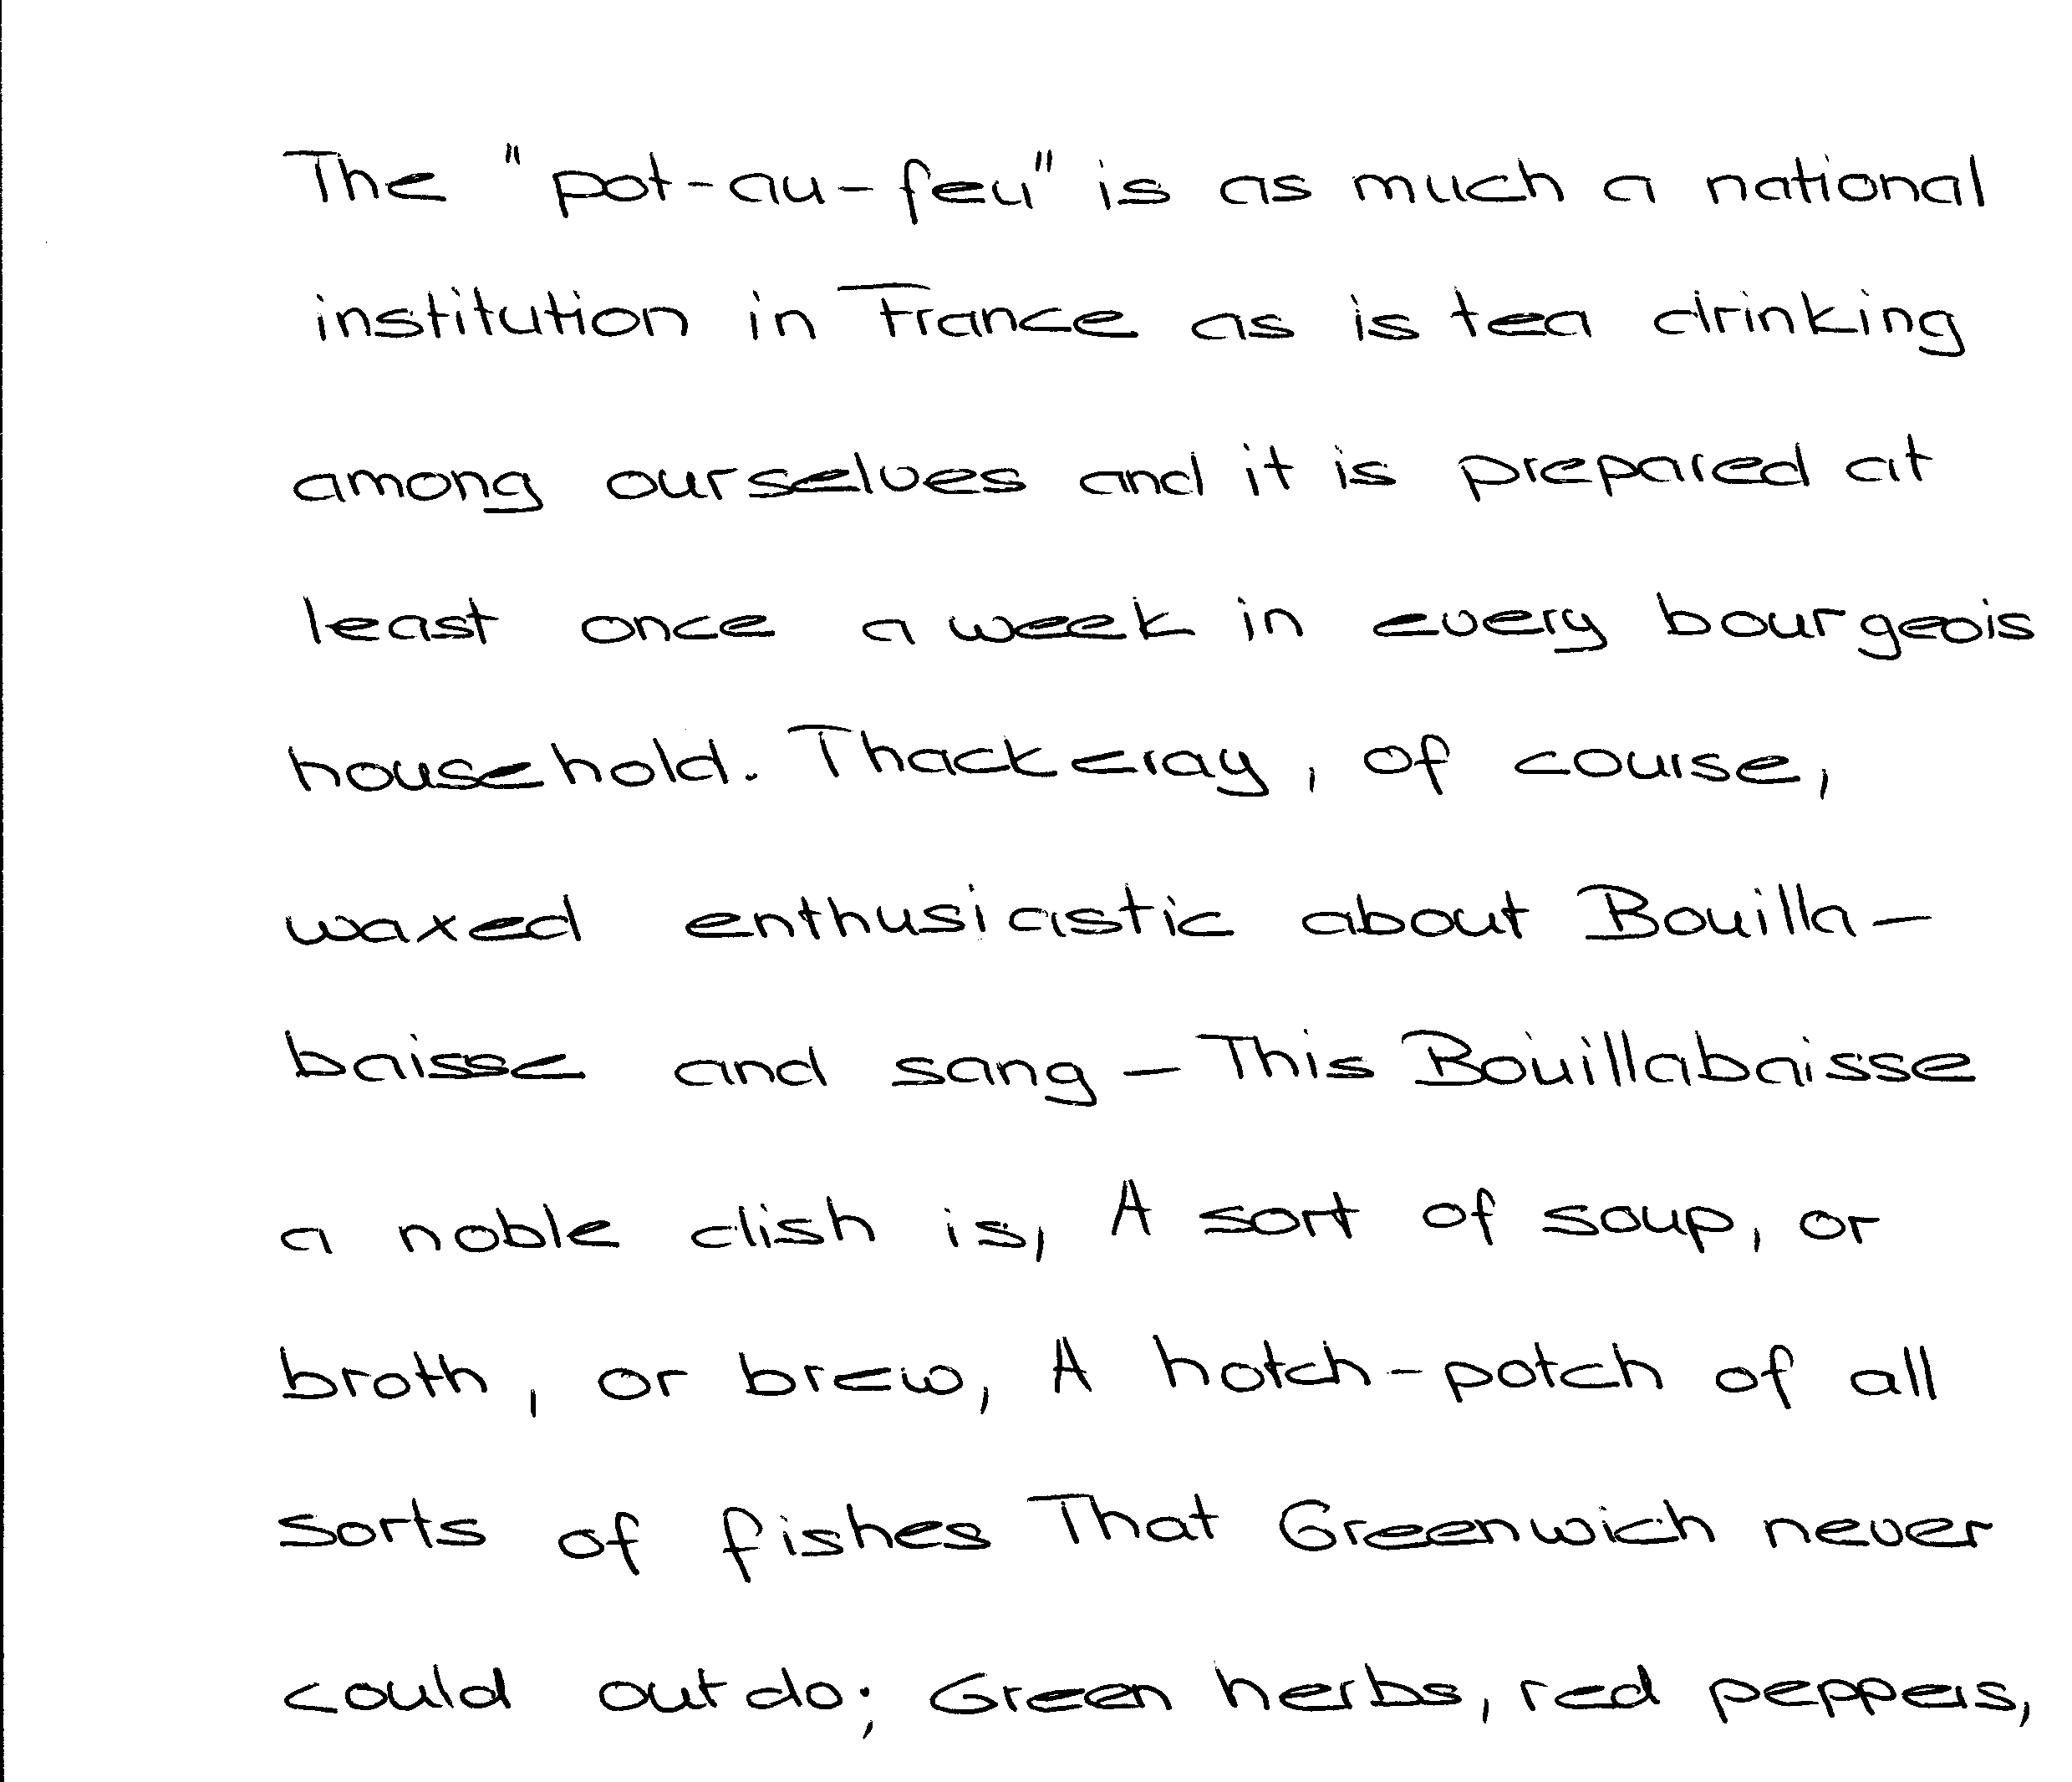 The "pot-au-feu" is as much a national
institution in France as is tea drinking
among ourselves and it is prepared at
least once a week in every bourgeois
household. Thackeray, of course,
waxed enthusiastic about Bouilla-
baisse and sang - This Bouillabaisse
a noble dish is, A sort of soup, or
broth, or brew, A hotch-potch of all
sorts of fishes That Greenwich never
could outdo; Green herbs, red peppers,